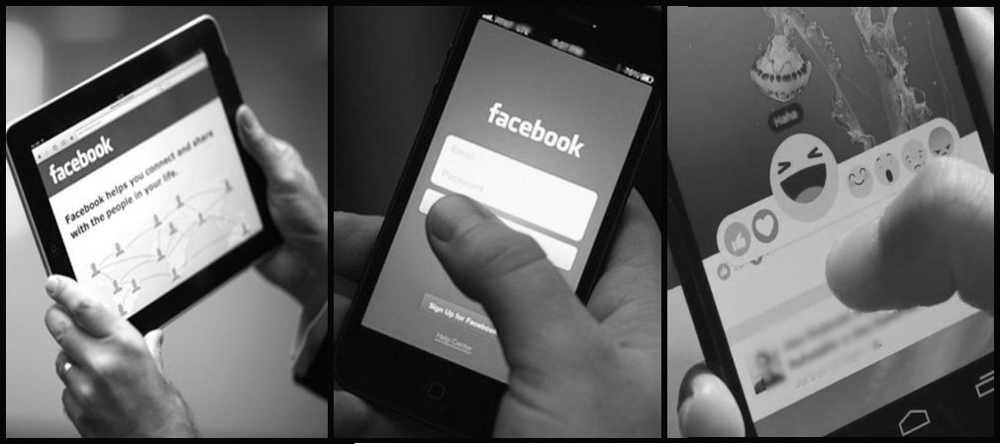 facebook
Facebook helps you connect and share
with the people in your life.
facebook
Email
Password
Sign Up for Facebook
Help Center
Haha